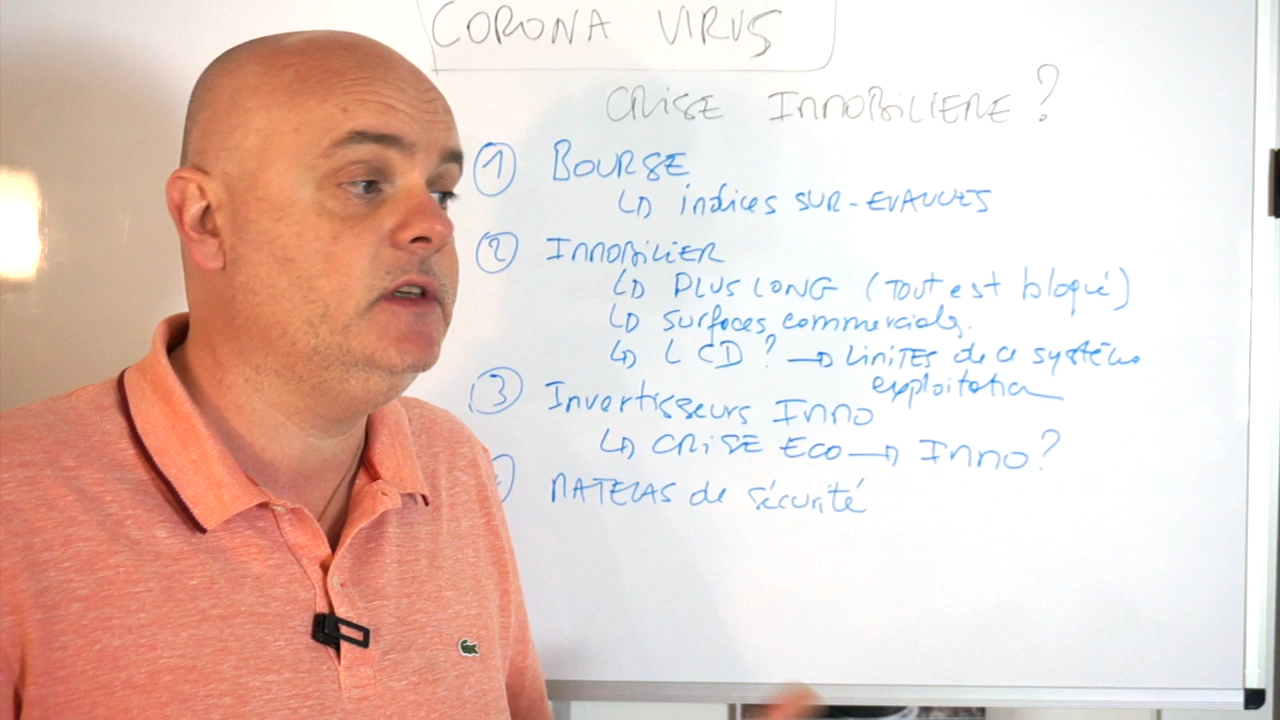 CORONA VIRUS
CRISE IMMOBILIERE ?
1 BOURSE
↳ indices SUR-EVALUES
2 IMMOBILIER
↳ PLUS LONG (TOUT est bloqué)
↳ surfaces commerciales.
↳ LCD ? → LIMITES de ce système
exploitation
3 Investisseurs IMMO
↳ CRISE ECO → IMMO ?
MATELAS de sécurité